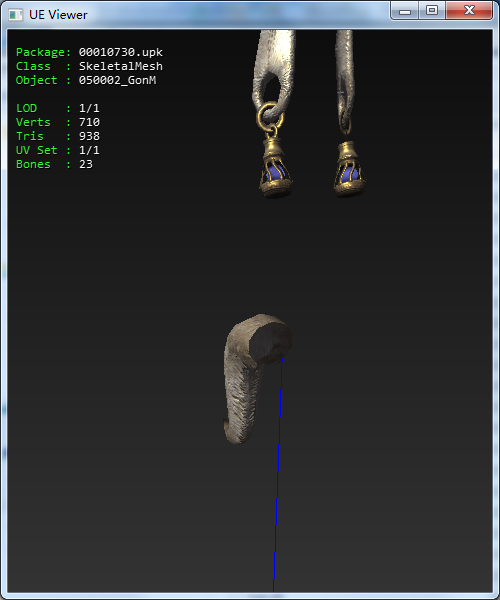 UE Viewer
Package: 00010730.upk
Class : SkeletalMesh
Object : 050002_GonM
LOD : 1/1
Verts : 710
Tris : 938
UV Set : 1/1
Bones : 23